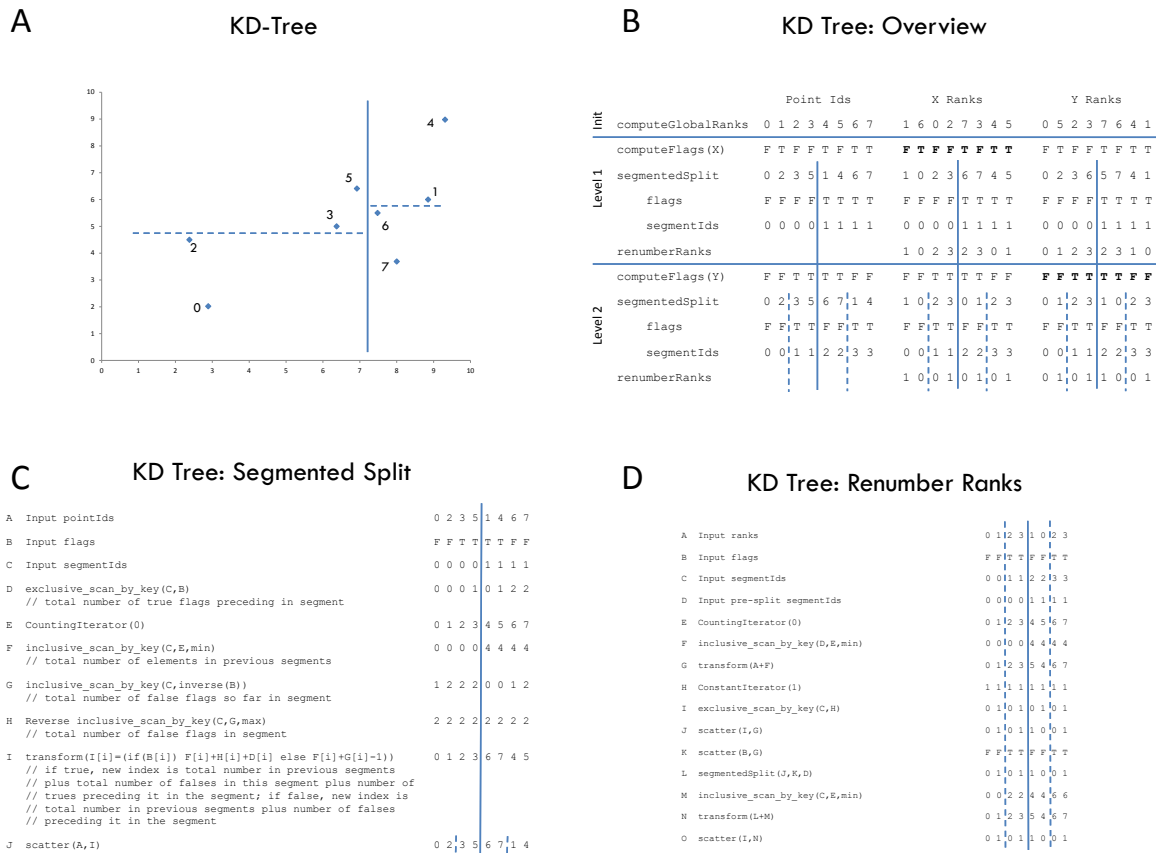 A
KD-Tree
10
9
8
7
6
5
4
3
2
1
0
0 1 2 3 4 5 6 7 8 9 10
4
5
1
3
6
2
7
0
B
KD Tree: Overview
Point Ids X Ranks Y Ranks
Init
computeGlobalRanks 0 1 2 3 4 5 6 7 1 6 0 2 7 3 4 5 0 5 2 3 7 6 4 1
Level 1
computeFlags(X) F T F F T F T T F T F F T F T T F T F F T F T T
segmentedSplit 0 2 3 5 1 4 6 7 1 0 2 3 6 7 4 5 0 2 3 6 5 7 4 1
flags F F F F T T T T F F F F T T T T F F F F T T T T
segmentIds 0 0 0 0 1 1 1 1 0 0 0 0 1 1 1 1 0 0 0 0 1 1 1 1
renumberRanks 1 0 2 3 2 3 0 1 0 1 2 3 2 3 1 0
Level 2
computeFlags(Y) F F T T T T F F F F T T T T F F F F T T T T F F
segmentedSplit 0 2 3 5 6 7 1 4 1 0 2 3 0 1 2 3 0 1 2 3 1 0 2 3
flags F F T T F F T T F F T T F F T T F F T T F F T T
segmentIds 0 0 1 1 2 2 3 3 0 0 1 1 2 2 3 3 0 0 1 1 2 2 3 3
renumberRanks 1 0 0 1 0 1 0 1 0 1 0 1 1 0 0 1
C
KD Tree: Segmented Split
A Input pointIds 0 2 3 5 1 4 6 7
B Input flags F F T T T T F F
C Input segmentIds 0 0 0 0 1 1 1 1
D exclusive_scan_by_key(C,B) 0 0 0 1 0 1 2 2
// total number of true flags preceding in segment
E CountingIterator(0) 0 1 2 3 4 5 6 7
F inclusive_scan_by_key(C,E,min) 0 0 0 0 4 4 4 4
// total number of elements in previous segments
G inclusive_scan_by_key(C,inverse(B)) 1 2 2 2 0 0 1 2
// total number of false flags so far in segment
H Reverse inclusive_scan_by_key(C,G,max) 2 2 2 2 2 2 2 2
// total number of false flags in segment
I transform(I[i]=(if(B[i]) F[i]+H[i]+D[i] else F[i]+G[i]-1)) 0 1 2 3 6 7 4 5
// if true, new index is total number in previous segments
// plus total number of falses in this segment plus number of
// trues preceding it in the segment; if false, new index is
// total number in previous segments plus number of falses
// preceding it in the segment
J scatter(A,I) 0 2 3 5 6 7 1 4
D
KD Tree: Renumber Ranks
A Input ranks 0 1 2 3 1 0 2 3
B Input flags F F T T F F T T
C Input segmentIds 0 0 1 1 2 2 3 3
D Input pre-split segmentIds 0 0 0 0 1 1 1 1
E CountingIterator(0) 0 1 2 3 4 5 6 7
F inclusive_scan_by_key(D,E,min) 0 0 0 0 4 4 4 4
G transform(A+F) 0 1 2 3 5 4 6 7
H ConstantIterator(1) 1 1 1 1 1 1 1 1
I exclusive_scan_by_key(C,H) 0 1 0 1 0 1 0 1
J scatter(I,G) 0 1 0 1 1 0 0 1
K scatter(B,G) F F T T F F T T
L segmentedSplit(J,K,D) 0 1 0 1 1 0 0 1
M inclusive_scan_by_key(C,E,min) 0 0 2 2 4 4 6 6
N transform(L+M) 0 1 2 3 5 4 6 7
O scatter(I,N) 0 1 0 1 1 0 0 1